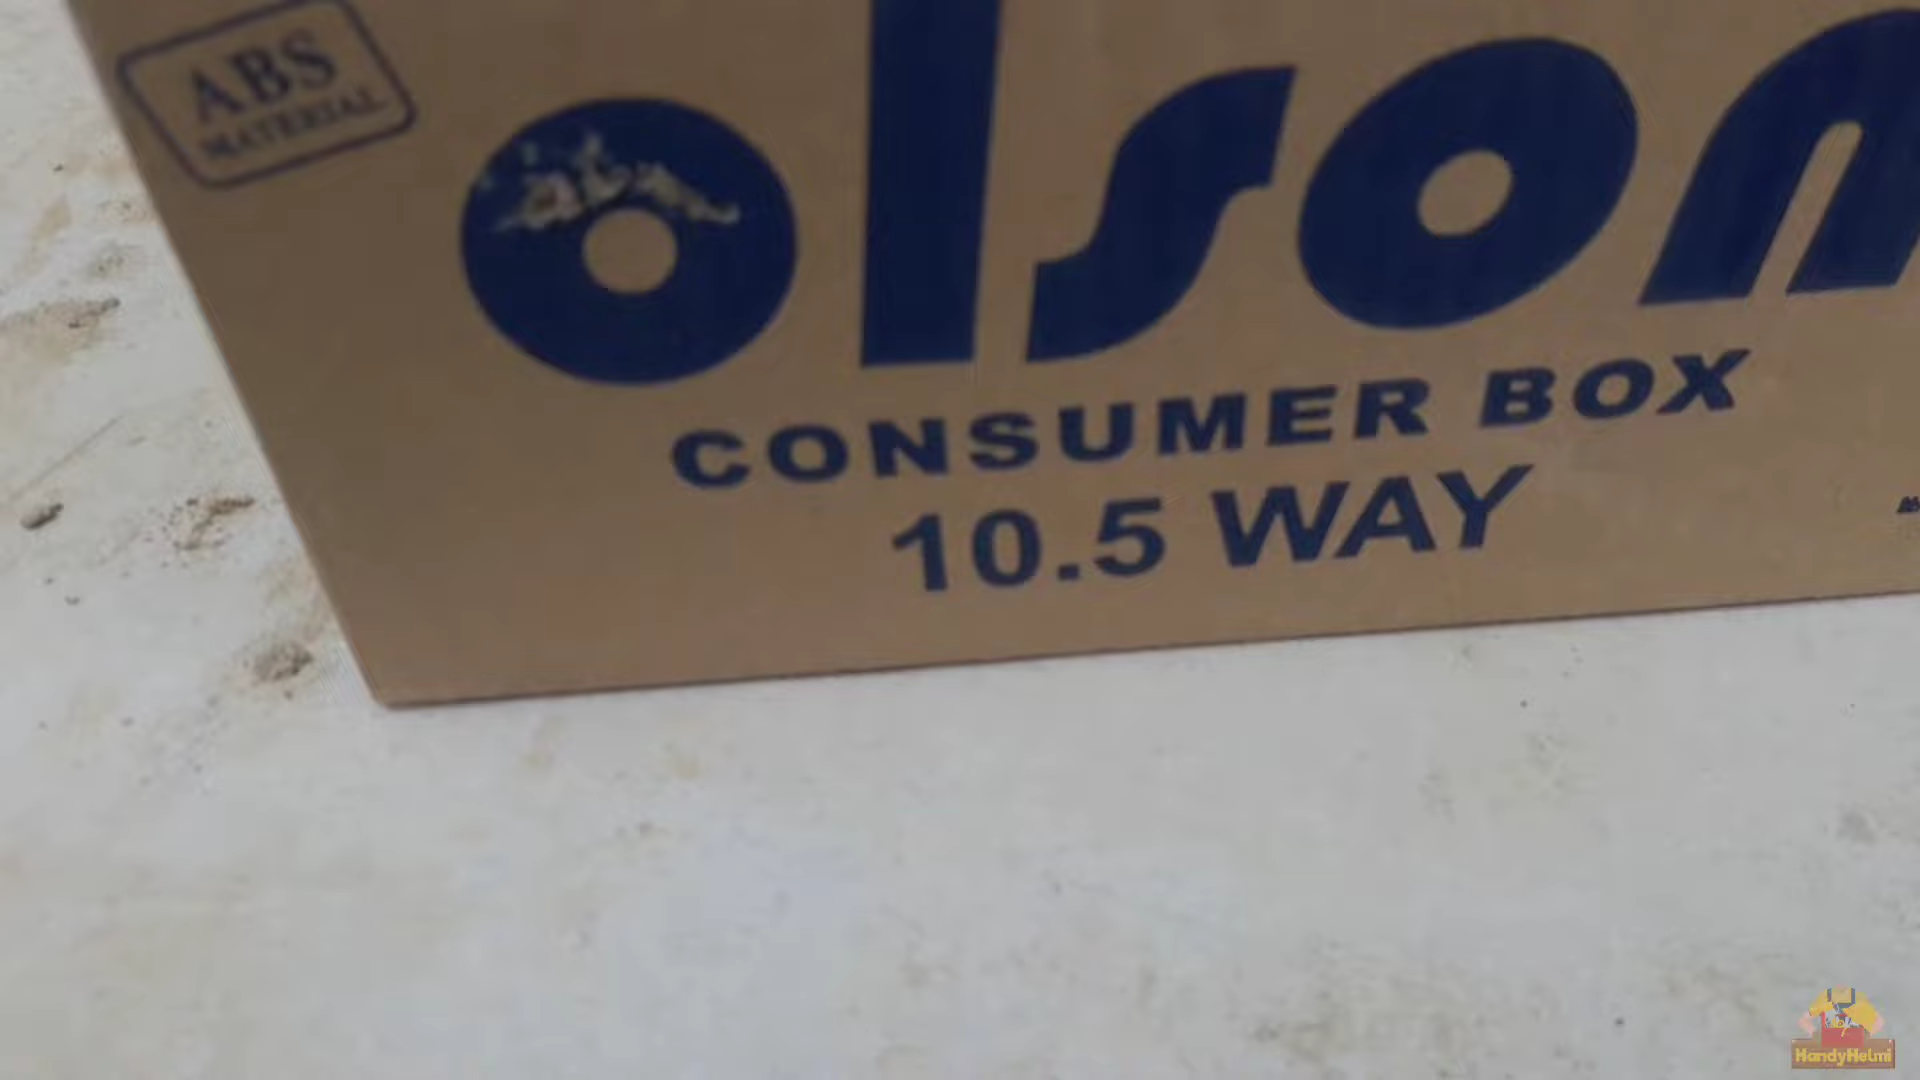 ABS
MATERIAL
olson
CONSUMER BOX
10.5 WAY
HandyHelmi